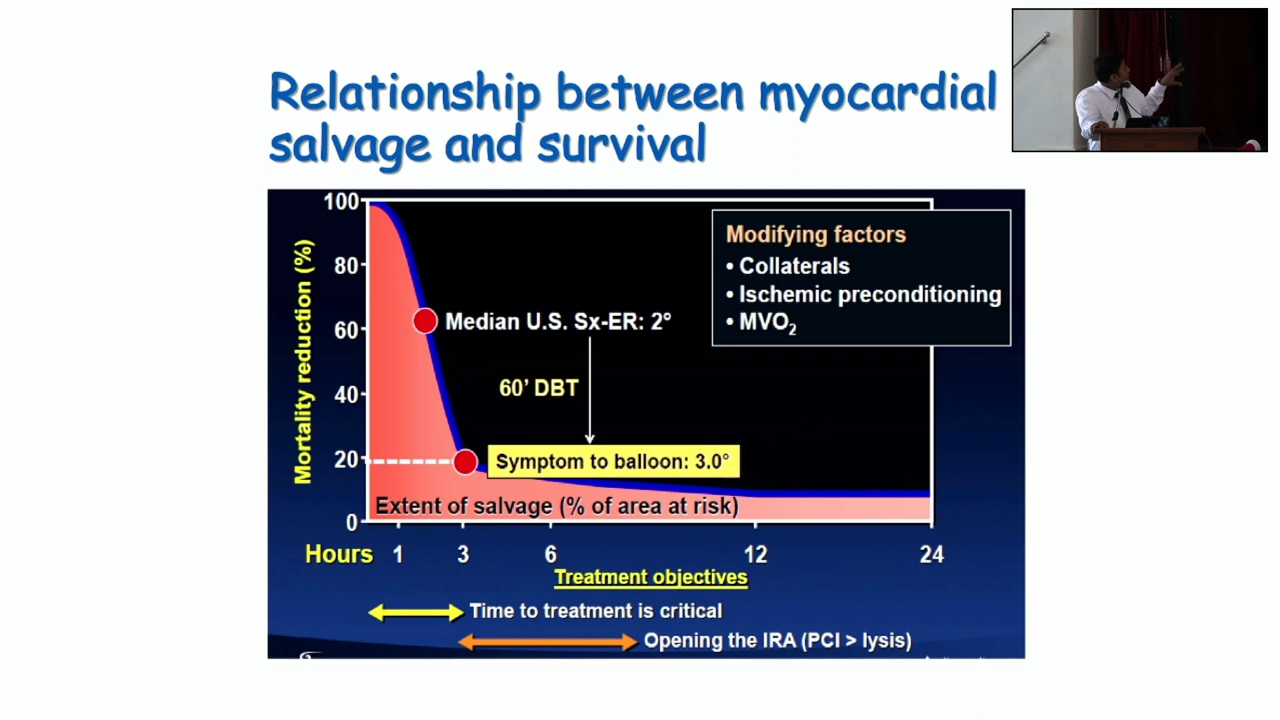 Relationship between myocardial
salvage and survival
Mortality reduction (%)
100
80
60
40
20
0
Modifying factors
• Collaterals
• Ischemic preconditioning
• MVO₂
Median U.S. Sx-ER: 2°
60’ DBT
Symptom to balloon: 3.0°
Extent of salvage (% of area at risk)
Hours 1 3 6 12 24
Treatment objectives
Time to treatment is critical
Opening the IRA (PCI > lysis)